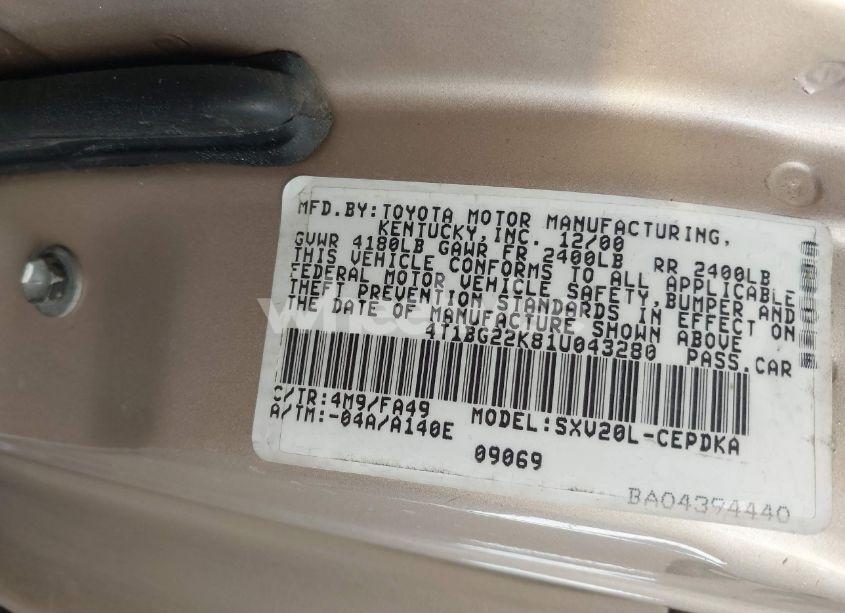 MFD.BY:TOYOTA MOTOR MANUFACTURING,
KENTUCKY,INC. 12/00
GVWR 4180LB GAWR FR 2400LB RR 2400LB
THIS VEHICLE CONFORMS TO ALL APPLICABLE
FEDERAL MOTOR VEHICLE SAFETY,BUMPER AND
THEFT PREVENTION STANDARDS IN EFFECT ON
THE DATE OF MANUFACTURE SHOWN ABOVE
4T1BG22K81U043280 PASS.CAR
C/TR:4M9/FA49
A/TM:-04A/A140E MODEL:SXV20L-CEPDKA
09069
BA04394440